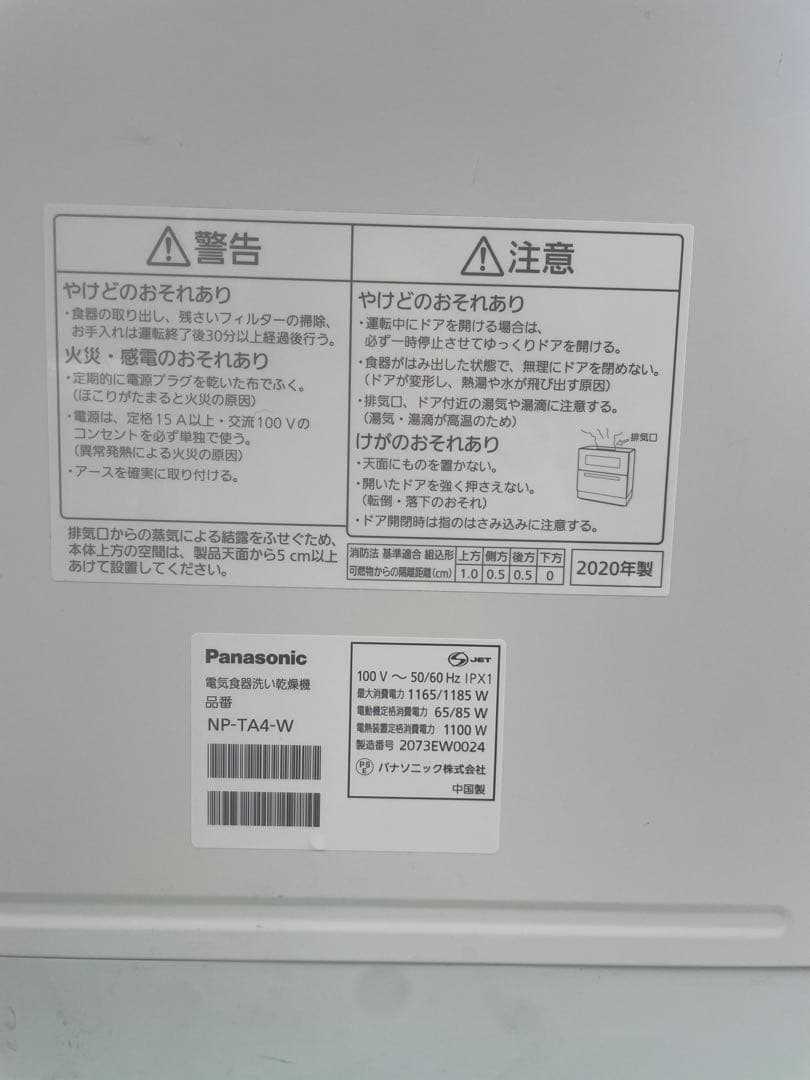 警告
やけどのおそれあり
・食器の取り出し、残さいフィルターの掃除、
お手入れは運転終了後30分以上経過後行う。
火災・感電のおそれあり
・定期的に電源プラグを乾いた布でふく。
(ほこりがたまると火災の原因)
・電源は、定格15A以上・交流100Vの
コンセントを必ず単独で使う。
(異常発熱による火災の原因)
・アースを確実に取り付ける。
注意
やけどのおそれあり
・運転中にドアを開ける場合は、
必ず一時停止させてゆっくりドアを開ける。
・食器がはみ出した状態で、無理にドアを閉めない。
(ドアが変形し、熱湯や水が飛び出す原因)
・排気口、ドア付近の湯気や湯滴に注意する。
(湯気・湯滴が高温のため)
けがのおそれあり
・天面にものを置かない。
・開いたドアを強く押さえない。
(転倒・落下のおそれ)
・ドア開閉時は指のはさみ込みに注意する。
排気口
排気口からの蒸気による結露をふせぐため、
本体上方の空間は、製品天面から5cm以上
あけて設置してください。
消防法 基準適合 組込形 上方 側方 後方 下方
可燃物からの隔離距離(cm) 1.0 0.5 0.5 0
2020年製
Panasonic
電気食器洗い乾燥機
品番
NP-TA4-W
JET
100 V ～ 50/60 Hz IPX1
最大消費電力 1165/1185 W
電動機定格消費電力 65/85 W
電熱装置定格消費電力 1100 W
製造番号 2073EW0024
PSE パナソニック株式会社
中国製